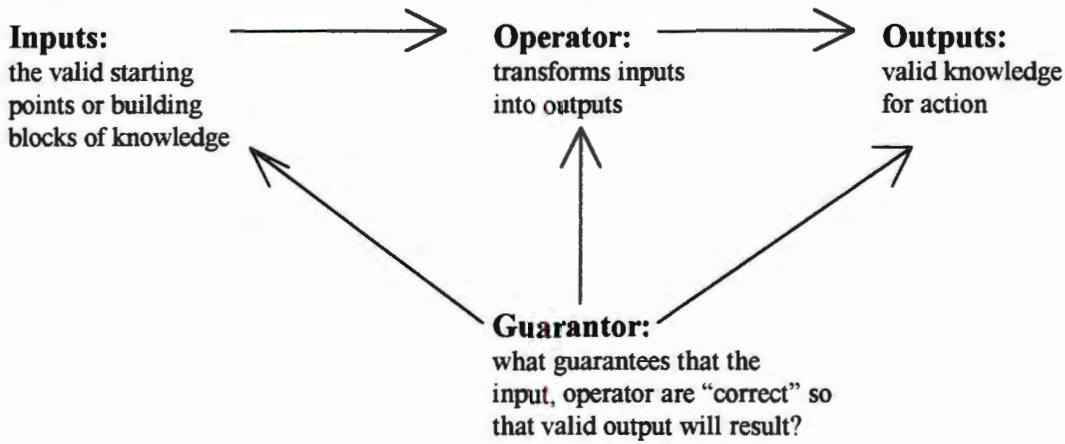 Inputs:
the valid starting
points or building
blocks of knowledge
Operator:
transforms inputs
into outputs
Outputs:
valid knowledge
for action
Guarantor:
what guarantees that the
input, operator are “correct” so
that valid output will result?